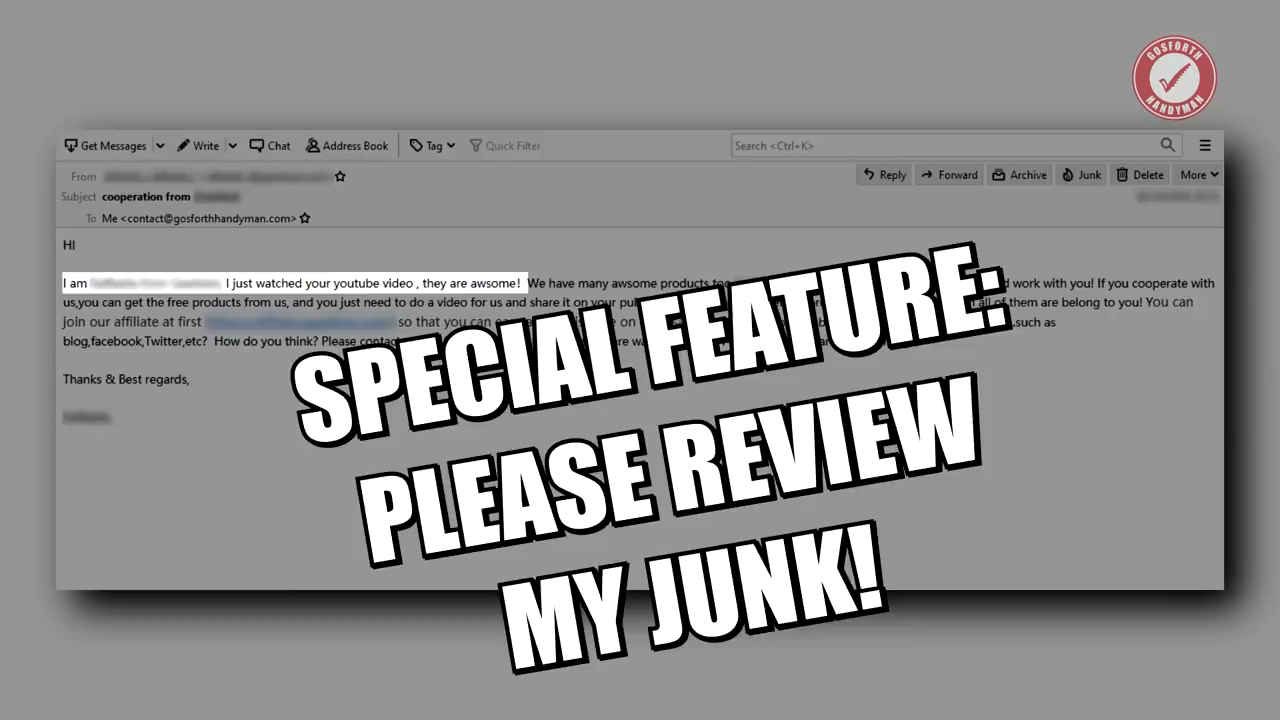 GOSFORTH
HANDYMAN
Get Messages Write Chat Address Book Tag Quick Filter Search <Ctrl+K>
From Reply Forward Archive Junk Delete More
Subject cooperation from
To Me <contact@gosforthhandyman.com>
HI
I am I just watched your youtube video , they are awsome! We have many awsome products work with you! If you cooperate with
us,you can get the free products from us, and you just need to do a video for us and share it on your all of them are belong to you! You can
join our affiliate at first so that you can such as
blog,facebook,Twitter,etc? How do you think? Please
Thanks & Best regards,
SPECIAL FEATURE:
PLEASE REVIEW
MY JUNK!